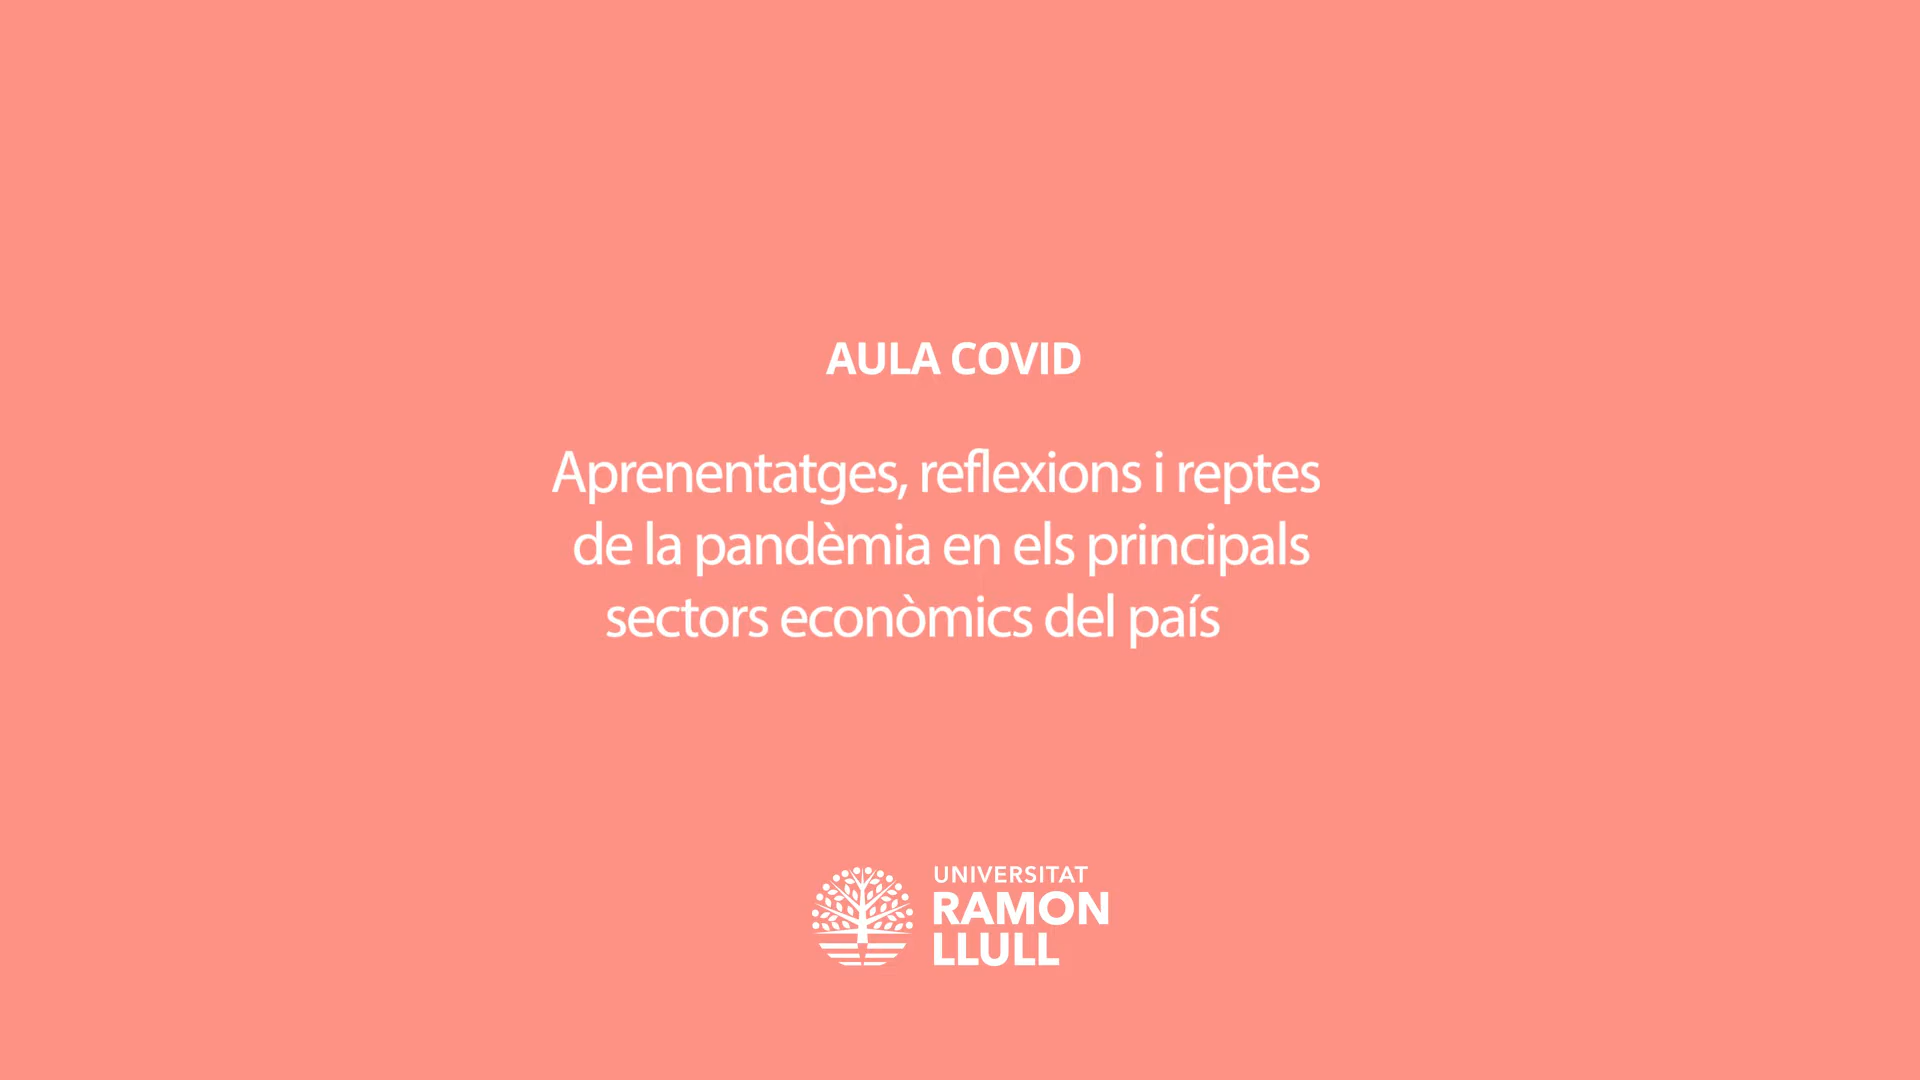 AULA COVID
Aprenentatges, reflexions i reptes
de la pandèmia en els principals
sectors econòmics del país
UNIVERSITAT
RAMON
LLULL